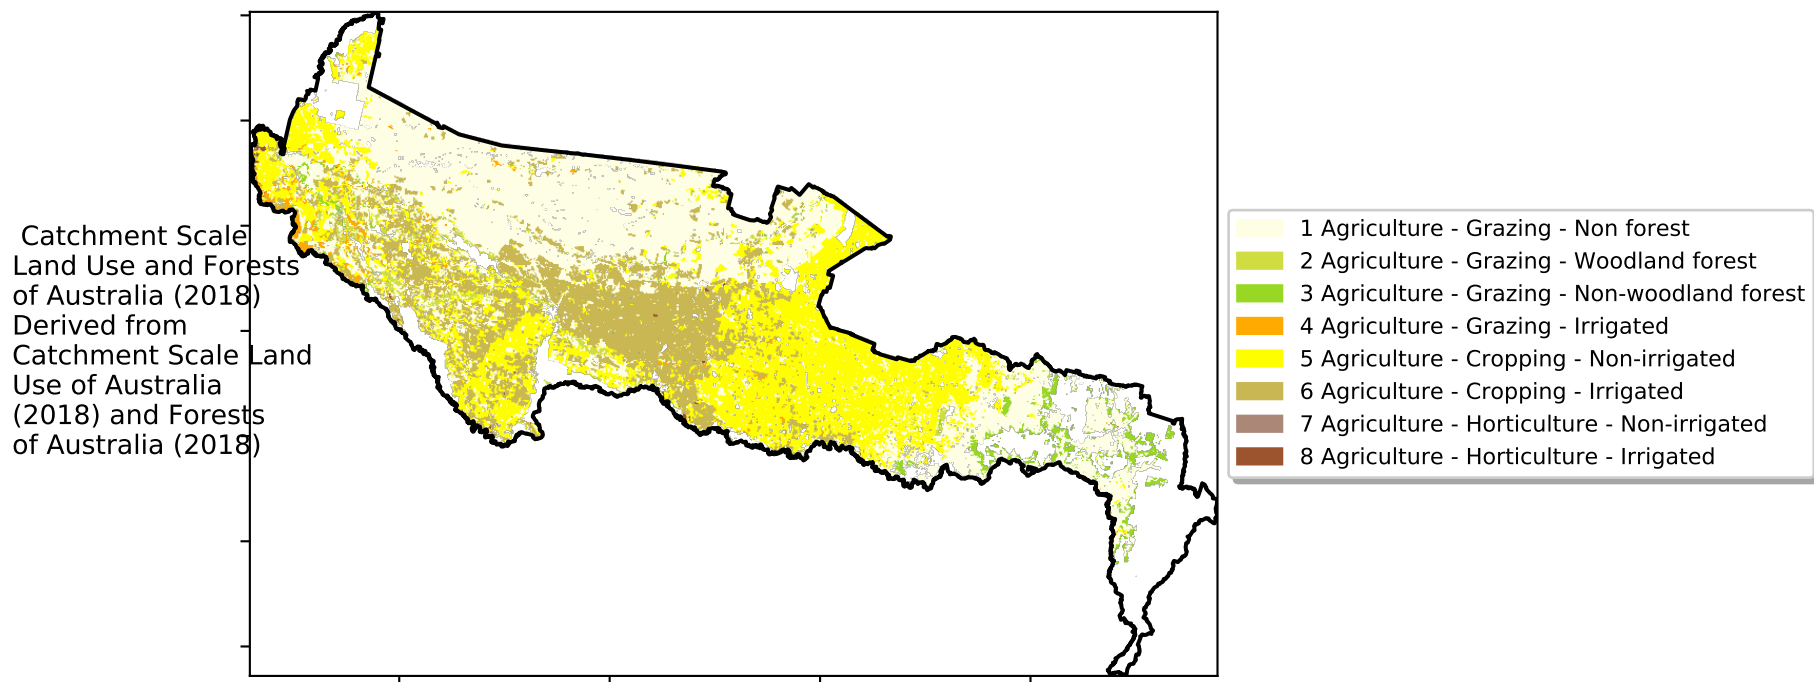 Catchment Scale
Land Use and Forests
of Australia (2018)
Derived from
Catchment Scale Land
Use of Australia
(2018) and Forests
of Australia (2018)
1 Agriculture - Grazing - Non forest
2 Agriculture - Grazing - Woodland forest
3 Agriculture - Grazing - Non-woodland forest
4 Agriculture - Grazing - Irrigated
5 Agriculture - Cropping - Non-irrigated
6 Agriculture - Cropping - Irrigated
7 Agriculture - Horticulture - Non-irrigated
8 Agriculture - Horticulture - Irrigated